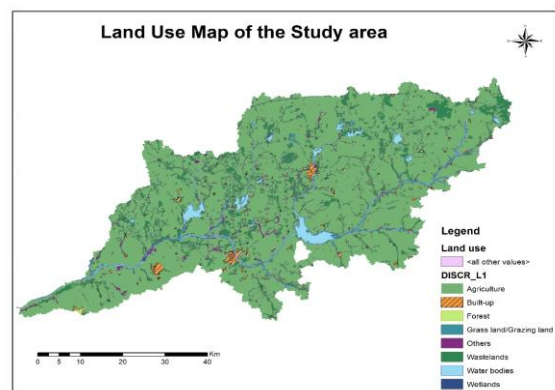 Land Use Map of the Study area
Legend
Land use
<all other values>
DISCR_L1
Agriculture
Built-up
Forest
Grass land/Grazing land
Others
Wastelands
Water bodies
Wetlands
Km
0 5 10 20 30 40